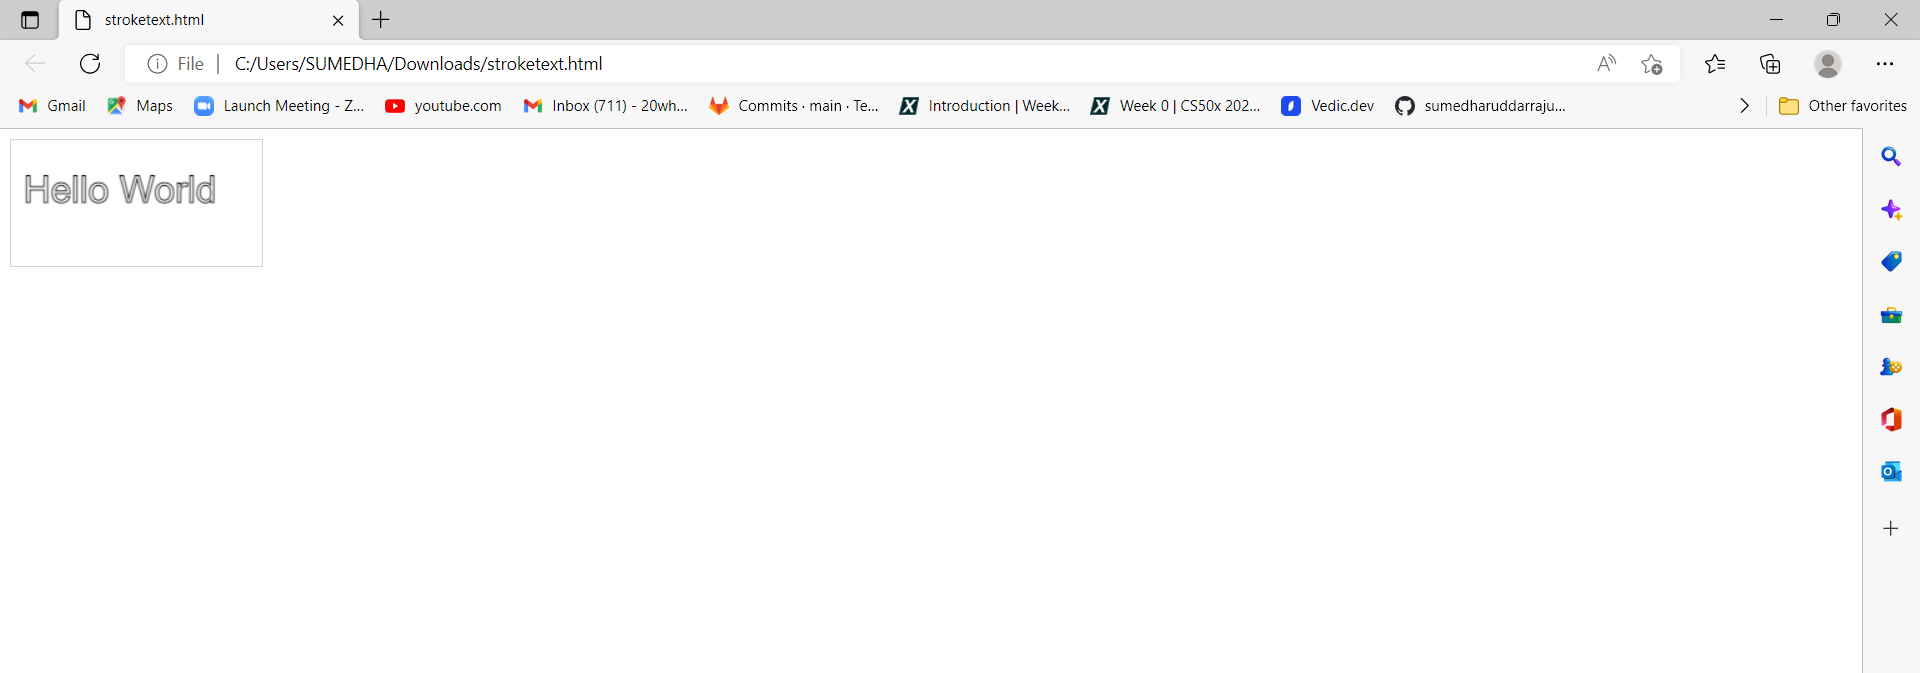 stroketext.html
File C:/Users/SUMEDHA/Downloads/stroketext.html
Gmail Maps Launch Meeting - Z... youtube.com Inbox (711) - 20wh... Commits · main · Te... Introduction | Week... Week 0 | CS50x 202... Vedic.dev sumedharuddarraju... Other favorites
Hello World